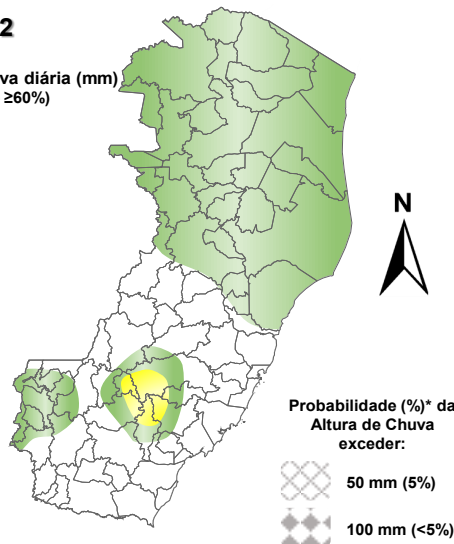 2
va diária (mm)
≥60%)
N
Probabilidade (%)* da
Altura de Chuva
exceder:
50 mm (5%)
100 mm (<5%)